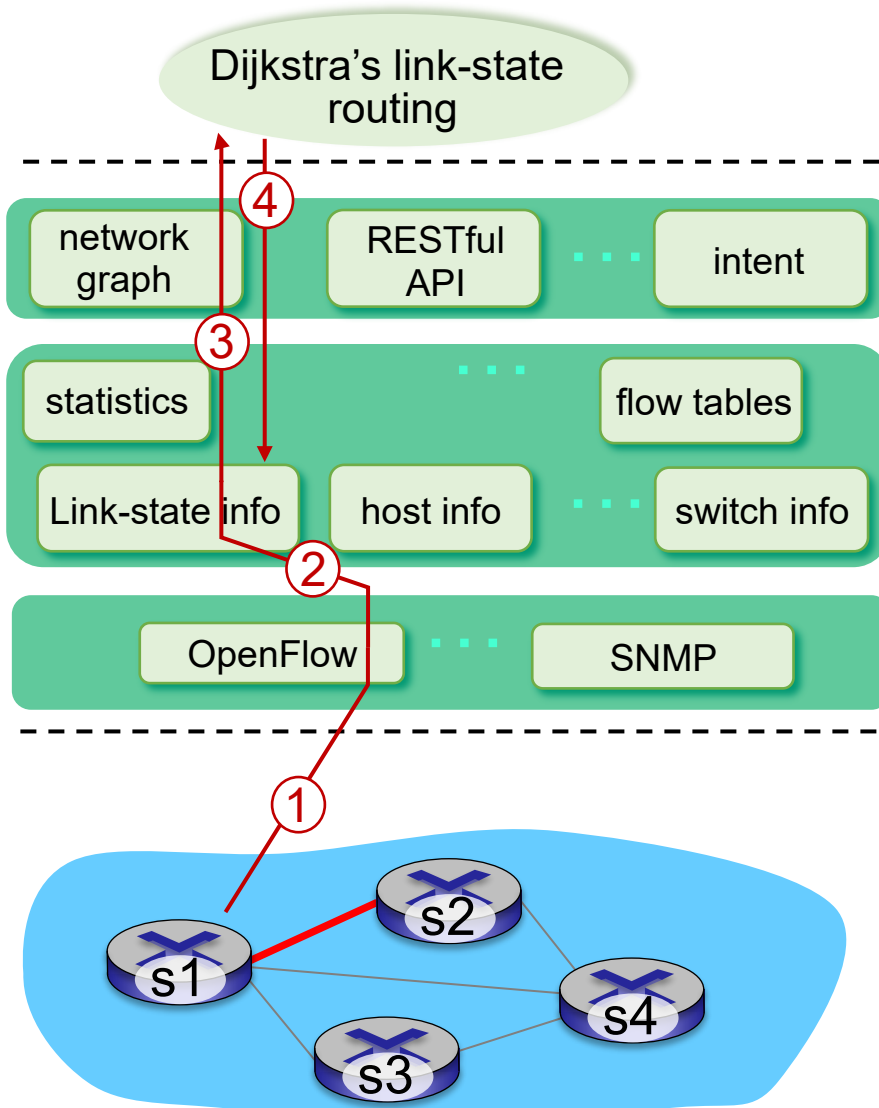 Dijkstra’s link-state
routing
4
network
graph
RESTful
API
. . .
intent
3
. . .
statistics
flow tables
Link-state info
host info
. . .
switch info
2
OpenFlow
. . .
SNMP
1
s2
s1
s4
s3